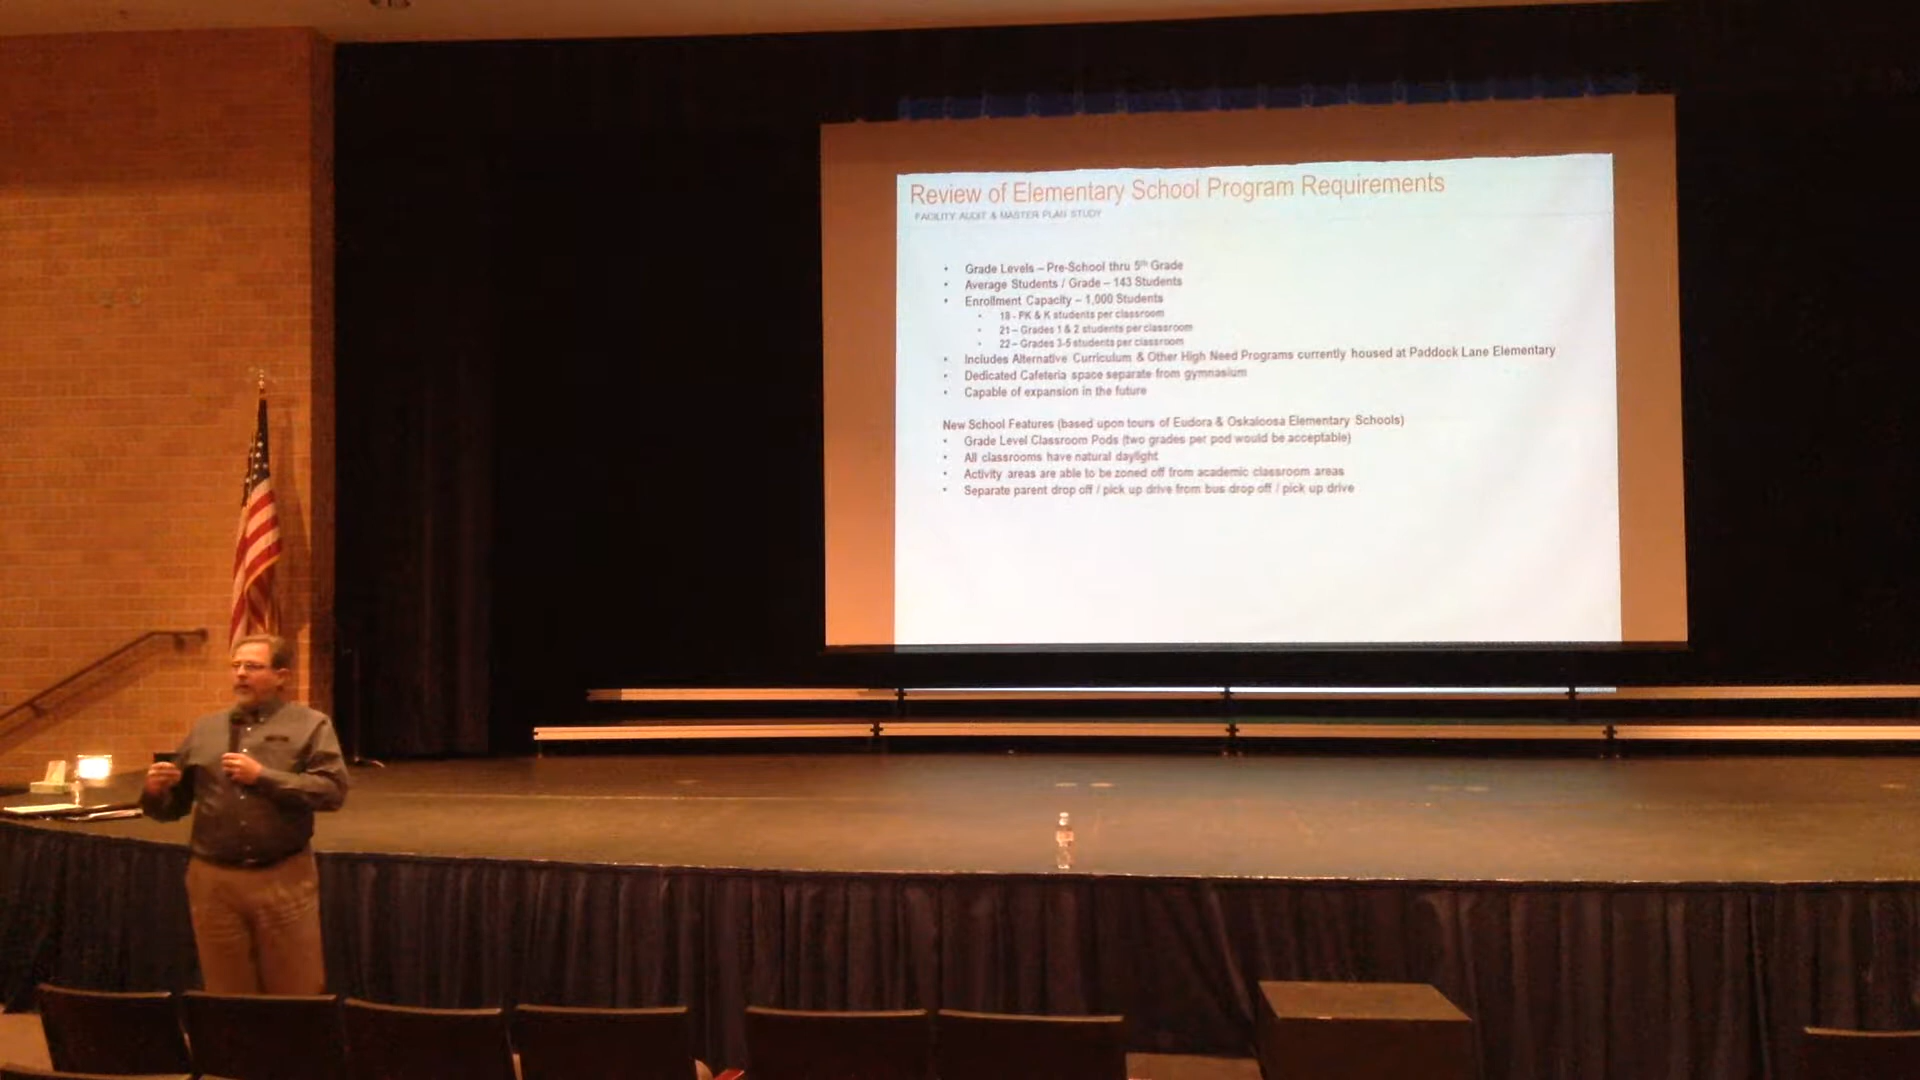 Review of Elementary School Program Requirements
FACILITY AUDIT & MASTER PLAN STUDY
• Grade Levels – Pre-School thru 5th Grade
• Average Students / Grade – 143 Students
• Enrollment Capacity – 1,000 Students
• 18 - PK & K students per classroom
• 21 – Grades 1 & 2 students per classroom
• 22 – Grades 3-5 students per classroom
• Includes Alternative Curriculum & Other High Need Programs currently housed at Paddock Lane Elementary
• Dedicated Cafeteria space separate from gymnasium
• Capable of expansion in the future
New School Features (based upon tours of Eudora & Oskaloosa Elementary Schools)
• Grade Level Classroom Pods (two grades per pod would be acceptable)
• All classrooms have natural daylight
• Activity areas are able to be zoned off from academic classroom areas
• Separate parent drop off / pick up drive from bus drop off / pick up drive